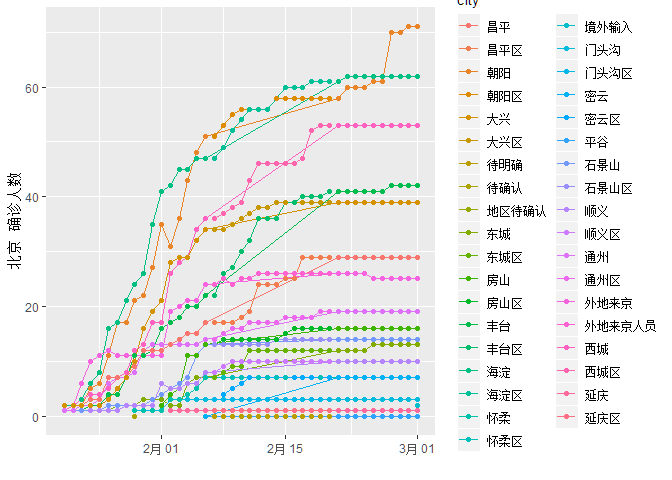 City
昌平
昌平区
朝阳
朝阳区
大兴
大兴区
待明确
待确认
地区待确认
东城
东城区
房山
房山区
丰台
丰台区
海淀
海淀区
怀柔
怀柔区
境外输入
门头沟
门头沟区
密云
密云区
平谷
石景山
石景山区
顺义
顺义区
通州
通州区
外地来京
外地来京人员
西城
西城区
延庆
延庆区
北京 确诊人数
60
40
20
0
2月 01
2月 15
3月 01